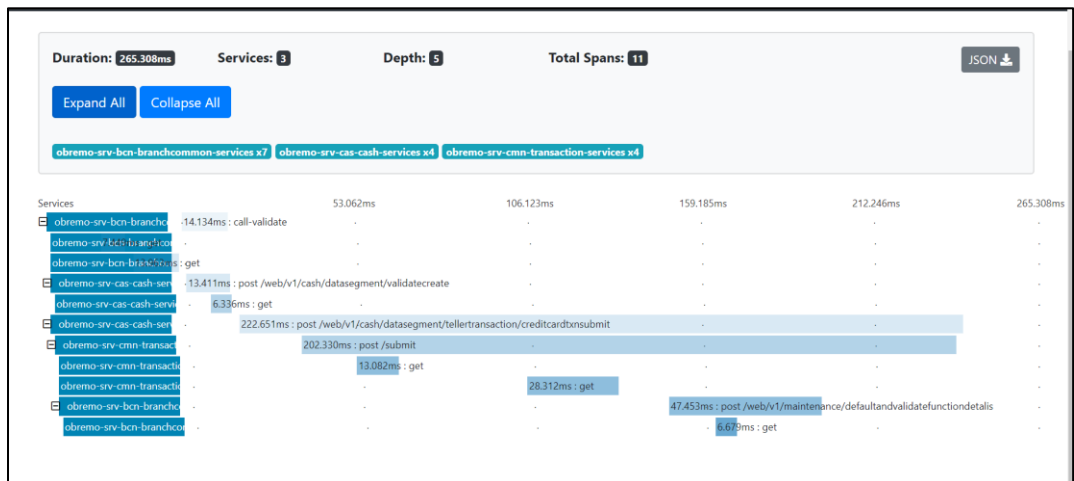 Duration: 265.308ms Services: 3 Depth: 5 Total Spans: 11 JSON
Expand All Collapse All
obremo-srv-bcn-branchcommon-services x7 obremo-srv-cas-cash-services x4 obremo-srv-cmn-transaction-services x4
Services 53.062ms 106.123ms 159.185ms 212.246ms 265.308ms
obremo-srv-bcn-branchco 14.134ms : call-validate
obremo-srv-bcn-branchcor
obremo-srv-bcn-branchcor : get
obremo-srv-cas-cash-serv 13.411ms : post /web/v1/cash/datasegment/validatecreate
obremo-srv-cas-cash-servi 6.336ms : get
obremo-srv-cas-cash-serv 222.651ms : post /web/v1/cash/datasegment/tellertransaction/creditcardtxnsubmit
obremo-srv-cmn-transact 202.330ms : post /submit
obremo-srv-cmn-transactic 13.082ms : get
obremo-srv-cmn-transactic 28.312ms : get
obremo-srv-bcn-branchc 47.453ms : post /web/v1/maintenance/defaultandvalidatefunctiondetalis
obremo-srv-bcn-branchcor 6.679ms : get